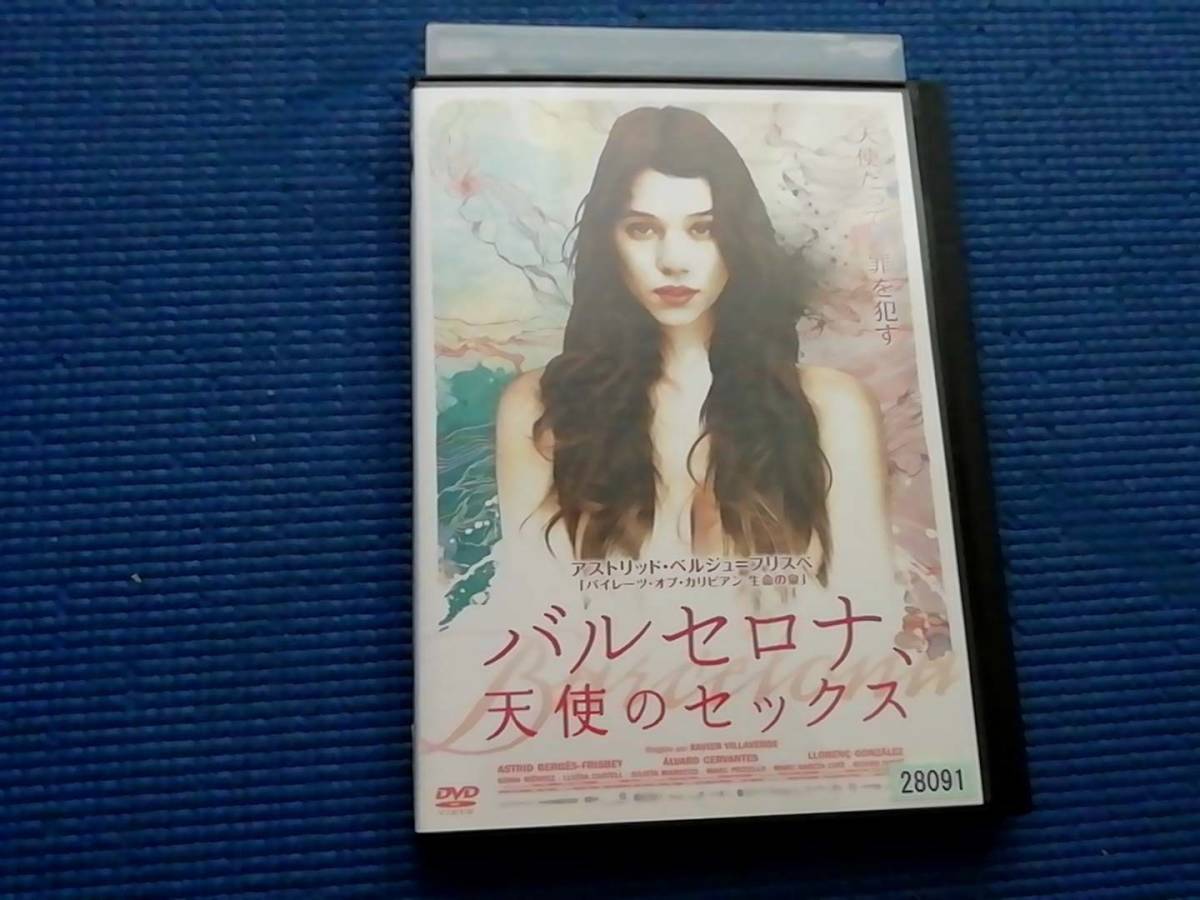 天使だって 罪を犯す
アストリッド・ベルジュ=フリスベ
「パイレーツ・オブ・カリビアン 生命の泉」
Barcelona
バルセロナ、
天使のセックス
Dirigida por XAVIER VILLAVERDE
ASTRID BERGÈS-FRISBEY ÁLVARO CERVANTES LLORENÇ GONZÁLEZ
DVD
28091